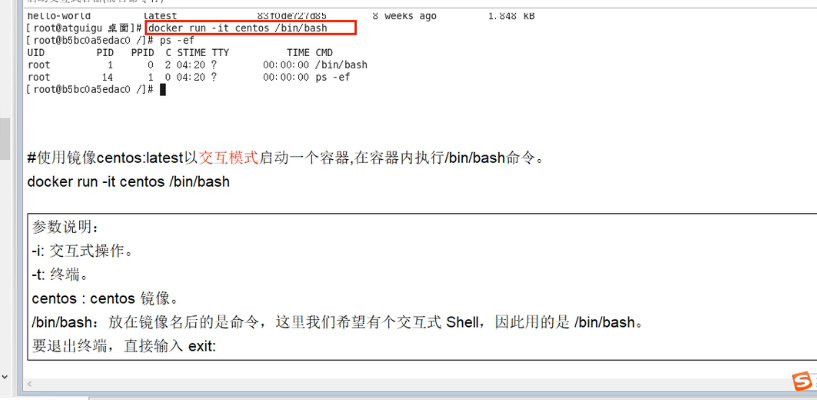 hello-world latest 83f0de727d85 8 weeks ago 1.848 kB
[root@atguigu 桌面]# docker run -it centos /bin/bash
[root@b5bc0a5edac0 /]# ps -ef
UID PID PPID C STIME TTY TIME CMD
root 1 0 2 04:20 ? 00:00:00 /bin/bash
root 14 1 0 04:20 ? 00:00:00 ps -ef
[root@b5bc0a5edac0 /]#
#使用镜像centos:latest以交互模式启动一个容器,在容器内执行/bin/bash命令。
docker run -it centos /bin/bash
参数说明：
-i: 交互式操作。
-t: 终端。
centos : centos 镜像。
/bin/bash：放在镜像名后的是命令，这里我们希望有个交互式 Shell，因此用的是 /bin/bash。
要退出终端，直接输入 exit: